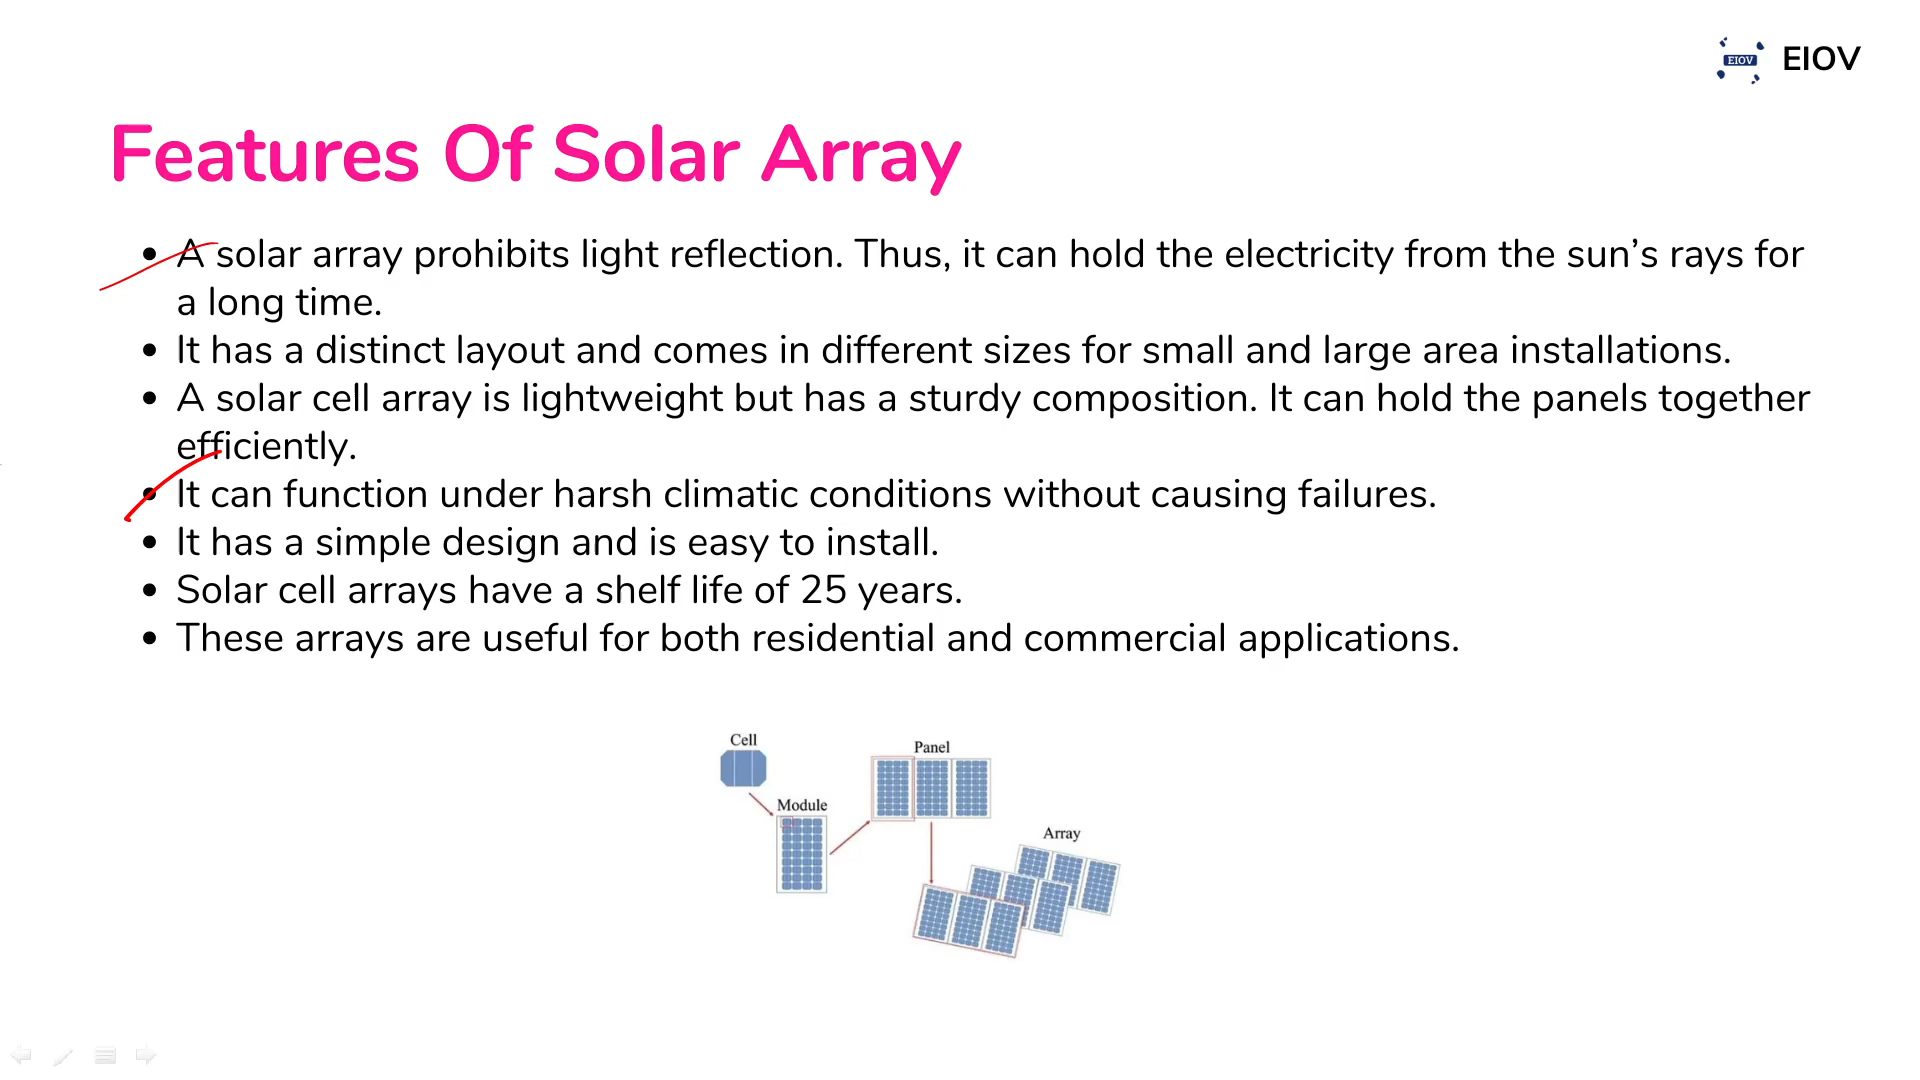 EIOV EIOV
Features Of Solar Array
• A solar array prohibits light reflection. Thus, it can hold the electricity from the sun’s rays for
a long time.
• It has a distinct layout and comes in different sizes for small and large area installations.
• A solar cell array is lightweight but has a sturdy composition. It can hold the panels together
efficiently.
• It can function under harsh climatic conditions without causing failures.
• It has a simple design and is easy to install.
• Solar cell arrays have a shelf life of 25 years.
• These arrays are useful for both residential and commercial applications.
Cell
Panel
Module
Array